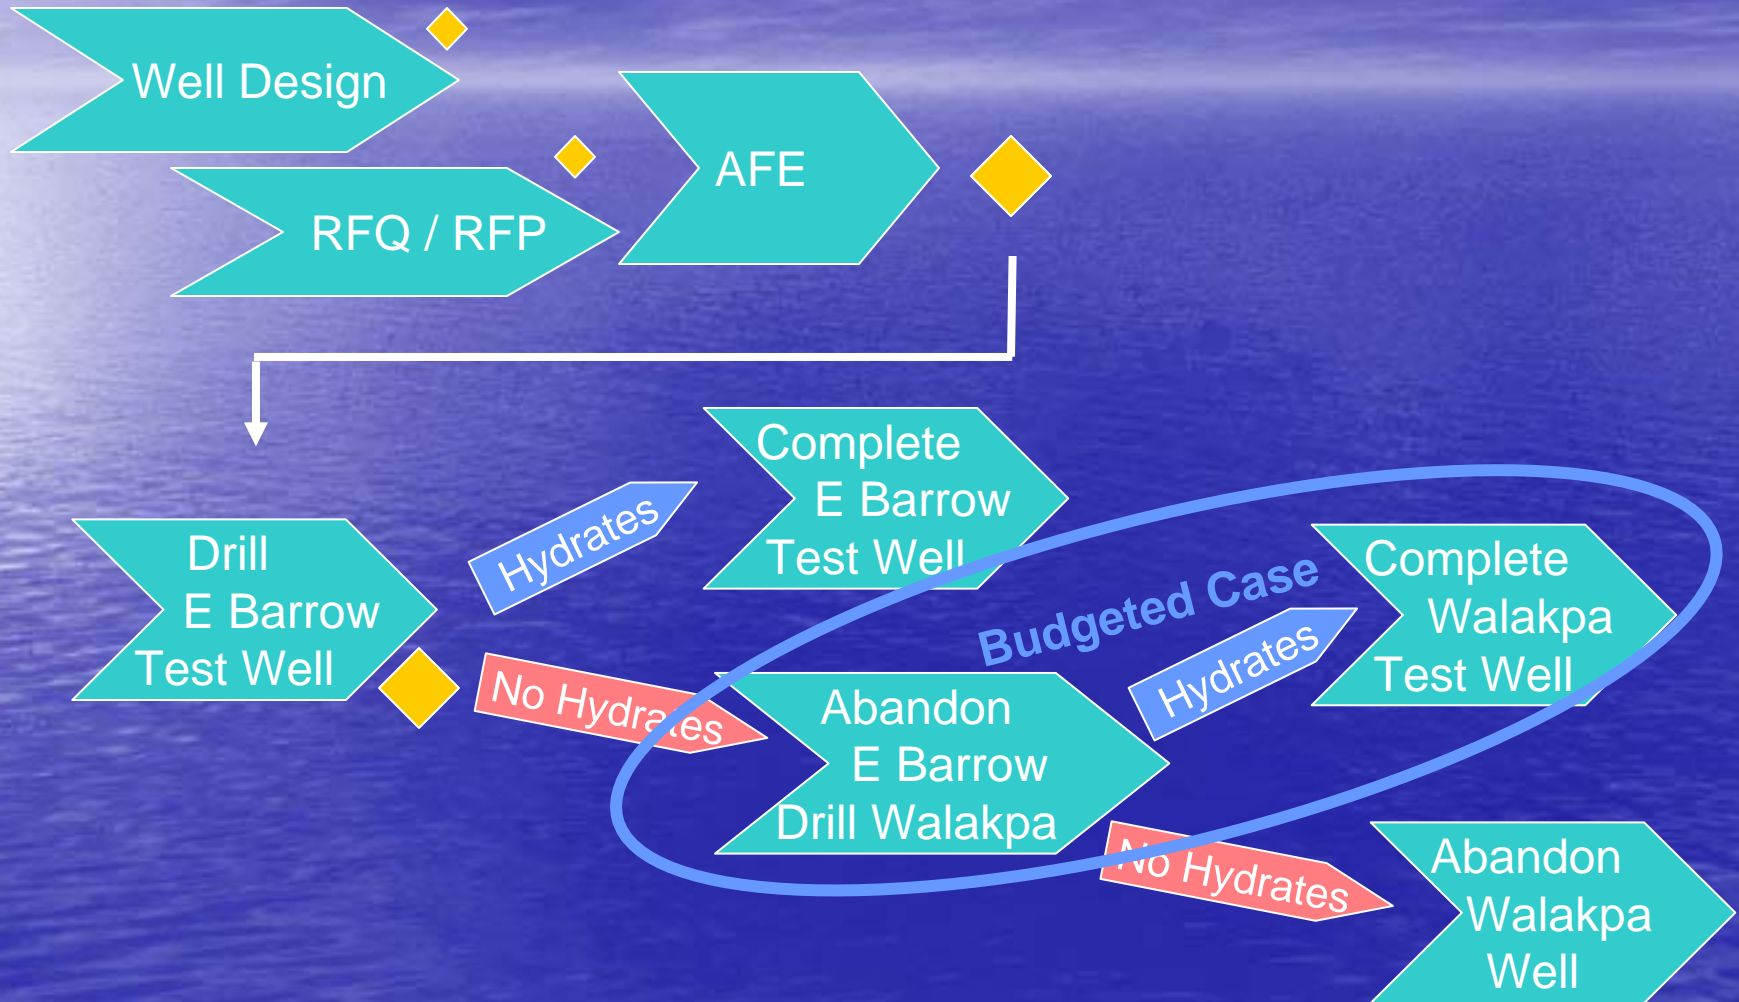 Well Design
AFE
RFQ / RFP
Complete
E Barrow
Test Well
Hydrates
Drill
E Barrow
Test Well
No Hydrates
Budgeted Case
Abandon
E Barrow
Drill Walakpa
Hydrates
Complete
Walakpa
Test Well
No Hydrates
Abandon
Walakpa
Well